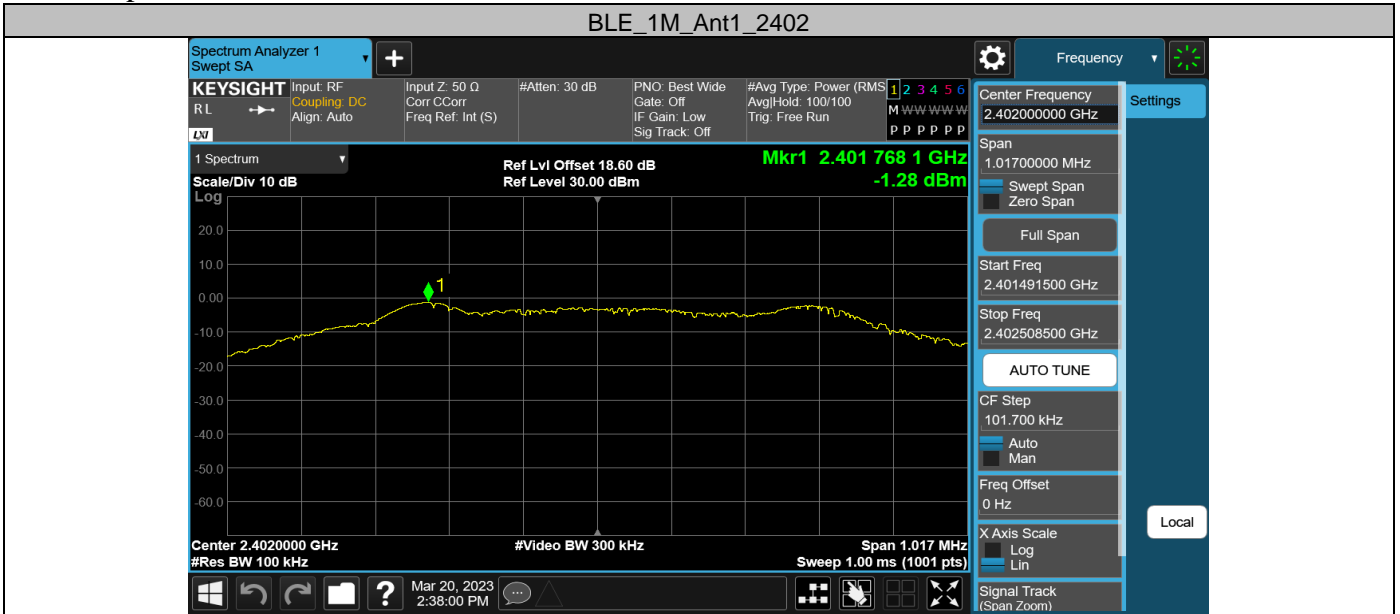 BLE_1M_Ant1_2402
Spectrum Analyzer 1
Swept SA
+
Frequency
KEYSIGHT
RL
LXI
Input: RF
Coupling: DC
Align: Auto
Input Z: 50 Ω
Corr CCorr
Freq Ref: Int (S)
#Atten: 30 dB
PNO: Best Wide
Gate: Off
IF Gain: Low
Sig Track: Off
#Avg Type: Power (RMS
Avg|Hold: 100/100
Trig: Free Run
1 2 3 4 5 6
M W W W W W
P P P P P P
1 Spectrum
Scale/Div 10 dB
Log
Ref Lvl Offset 18.60 dB
Ref Level 30.00 dBm
Mkr1 2.401 768 1 GHz
-1.28 dBm
20.0
10.0
0.00
-10.0
-20.0
-30.0
-40.0
-50.0
-60.0
1
Center 2.4020000 GHz
#Res BW 100 kHz
#Video BW 300 kHz
Span 1.017 MHz
Sweep 1.00 ms (1001 pts)
Center Frequency
2.402000000 GHz
Span
1.01700000 MHz
Swept Span
Zero Span
Full Span
Start Freq
2.401491500 GHz
Stop Freq
2.402508500 GHz
AUTO TUNE
CF Step
101.700 kHz
Auto
Man
Freq Offset
0 Hz
X Axis Scale
Log
Lin
Signal Track
(Span Zoom)
Settings
Local
?
Mar 20, 2023
2:38:00 PM